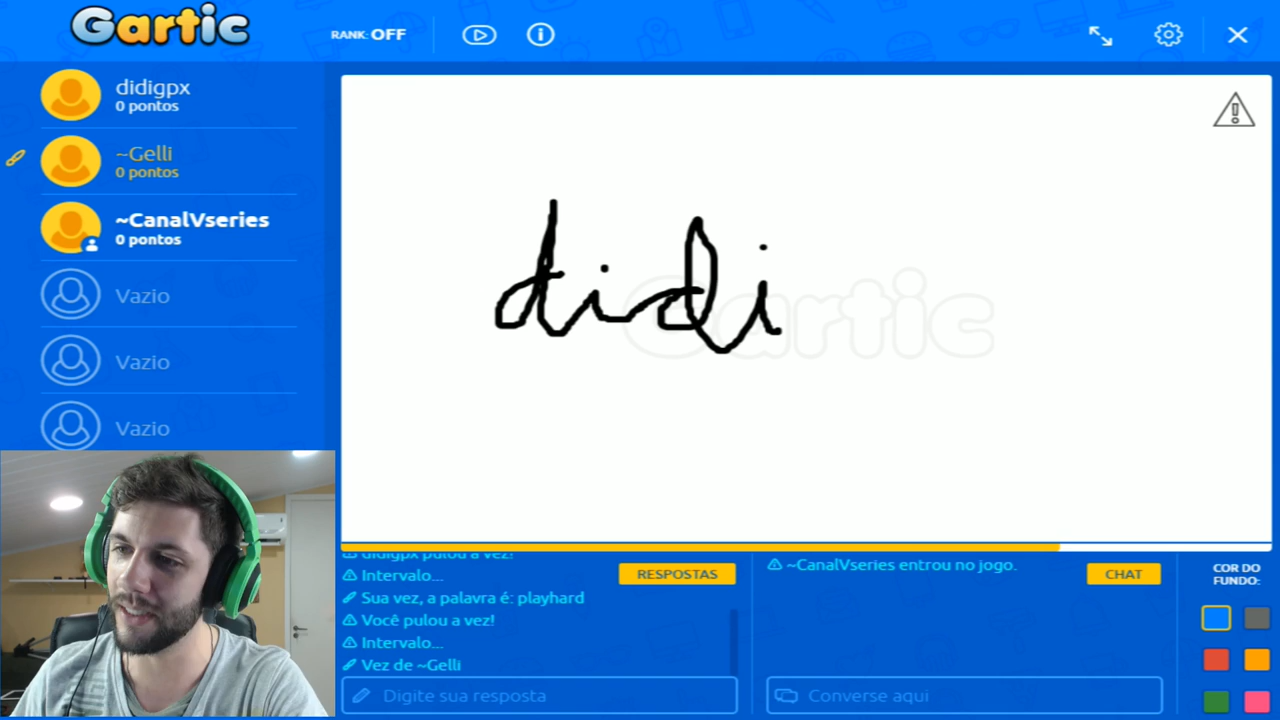 Gartic
RANK: OFF
didigpx
0 pontos
~Gelli
0 pontos
~CanalVseries
0 pontos
Vazio
Vazio
Vazio
didi
Gartic
didigpx pulou a vez!
Intervalo...
RESPOSTAS
Sua vez, a palavra é: playhard
Você pulou a vez!
Intervalo...
Vez de ~Gelli
Digite sua resposta
~CanalVseries entrou no jogo.
CHAT
Converse aqui
COR DO
FUNDO: